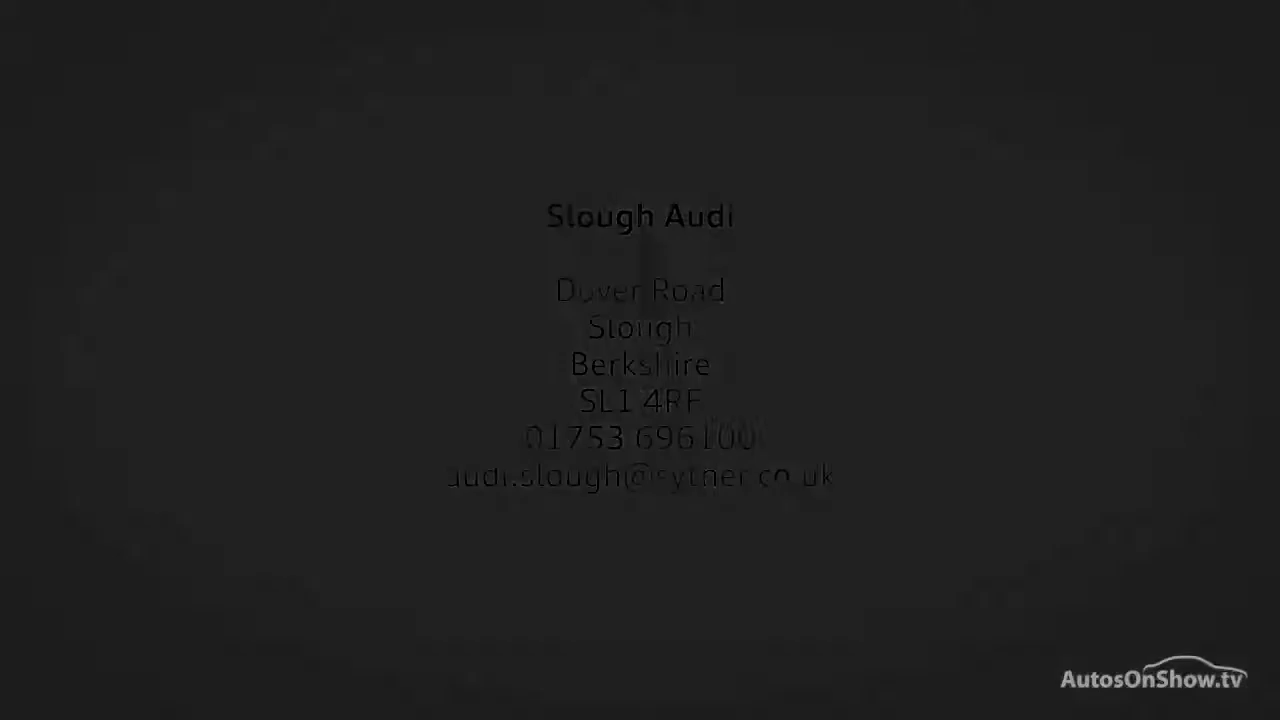 Slough Audi
Dover Road
Slough
Berkshire
SL1 4RF
01753 696100
audi.slough@sytner.co.uk
AutosOnShow.tv